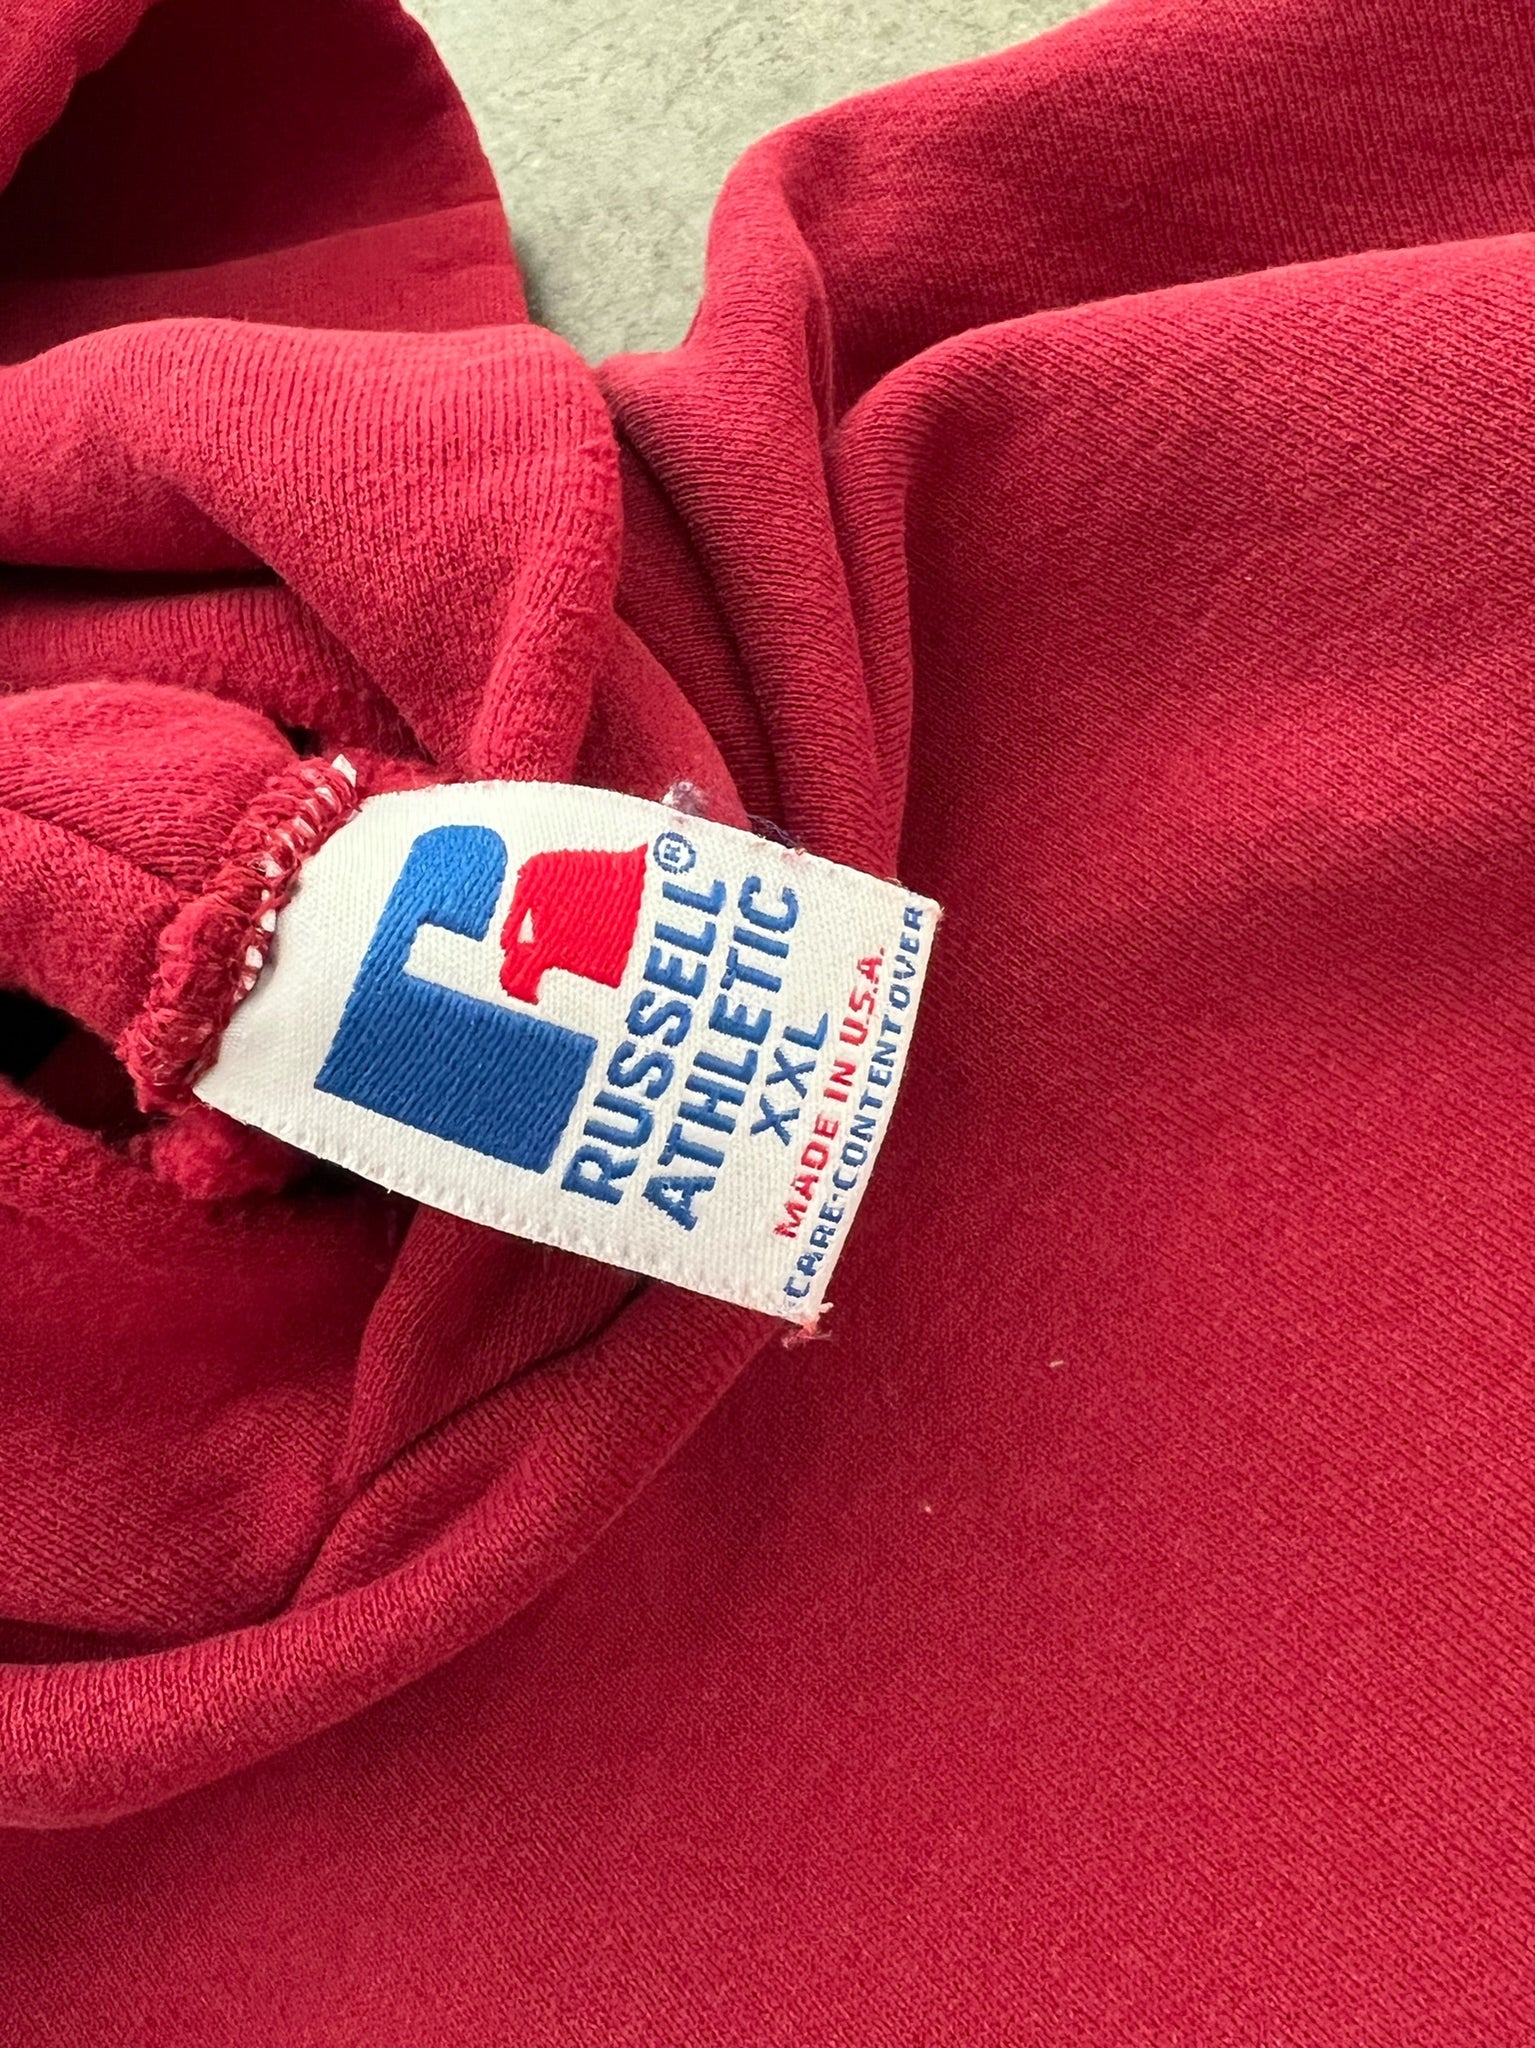 RUSSELL®
ATHLETIC
XXL
MADE IN U.S.A.
CARE-CONTENT OVER